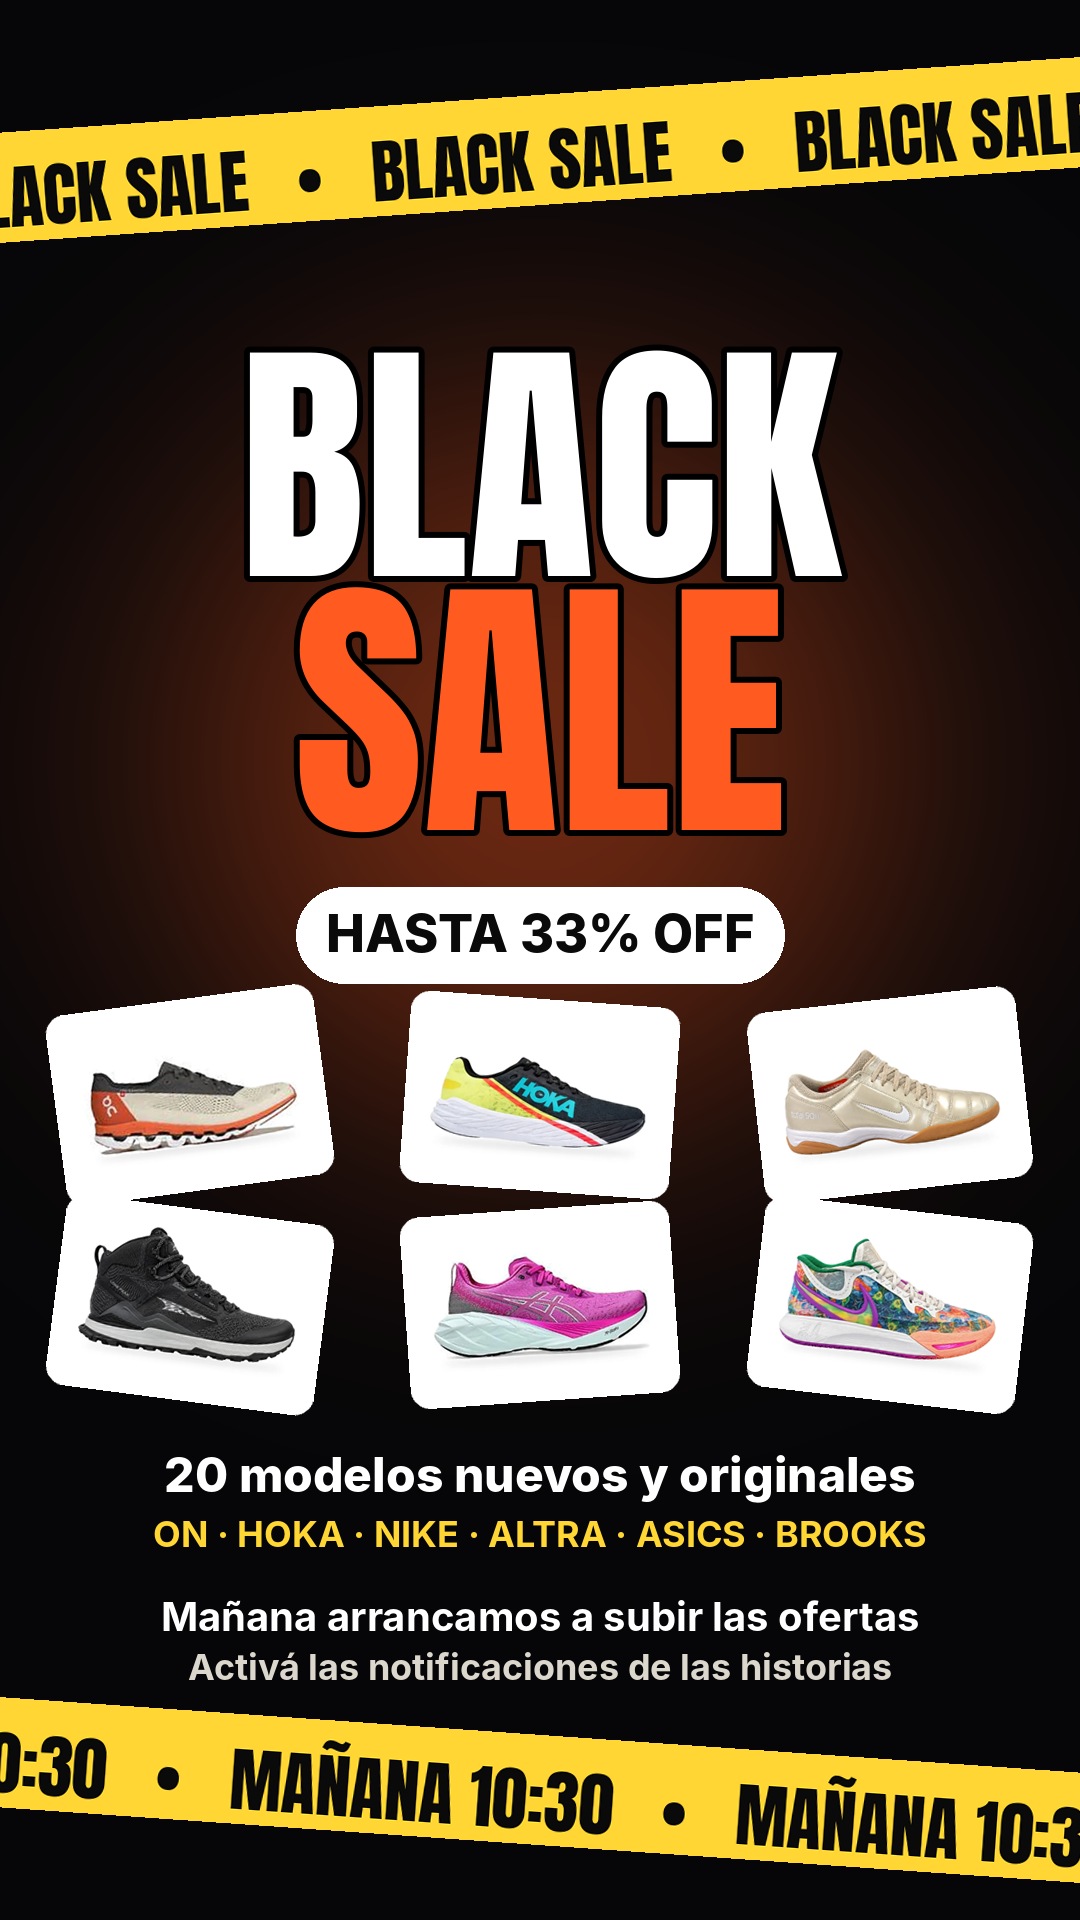 LACK SALE • BLACK SALE • BLACK SALE
BLACK
SALE
HASTA 33% OFF
HOKA
20 modelos nuevos y originales
ON · HOKA · NIKE · ALTRA · ASICS · BROOKS
Mañana arrancamos a subir las ofertas
Activá las notificaciones de las historias
0:30 • MAÑANA 10:30 • MAÑANA 10:3